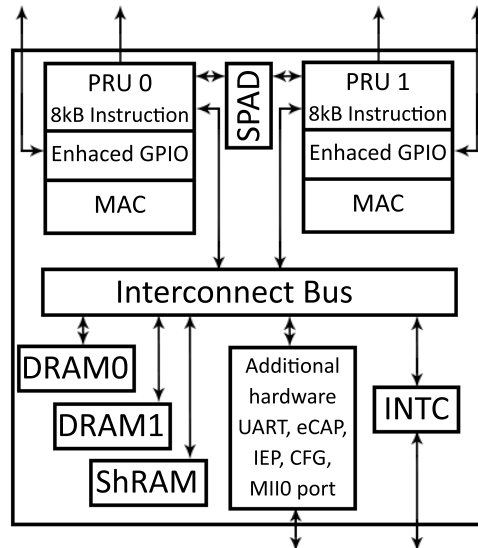 PRU 0
8kB Instruction
Enhaced GPIO
MAC
SPAD
PRU 1
8kB Instruction
Enhaced GPIO
MAC
Interconnect Bus
DRAM0
DRAM1
ShRAM
Additional
hardware
UART, eCAP,
IEP, CFG,
MII0 port
INTC